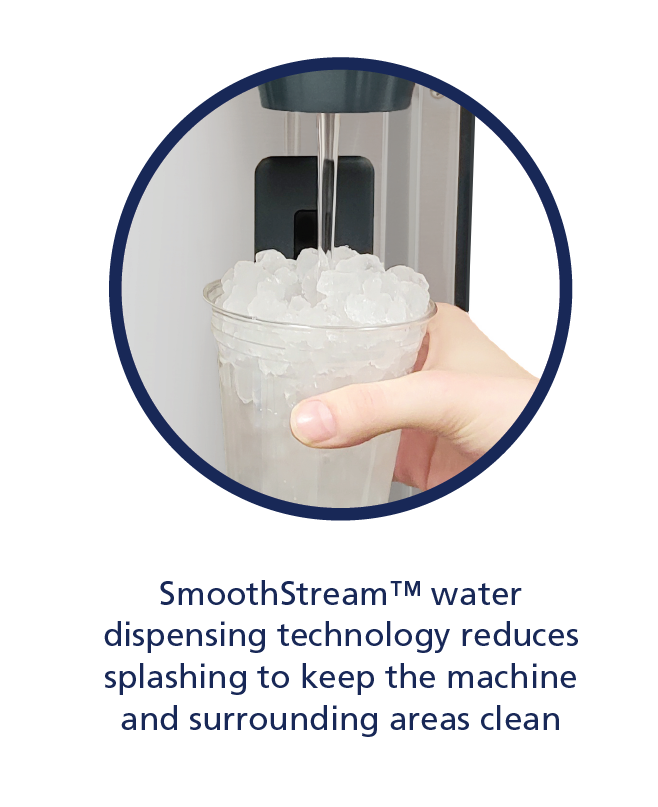 SmoothStream™ water
dispensing technology reduces
splashing to keep the machine
and surrounding areas clean